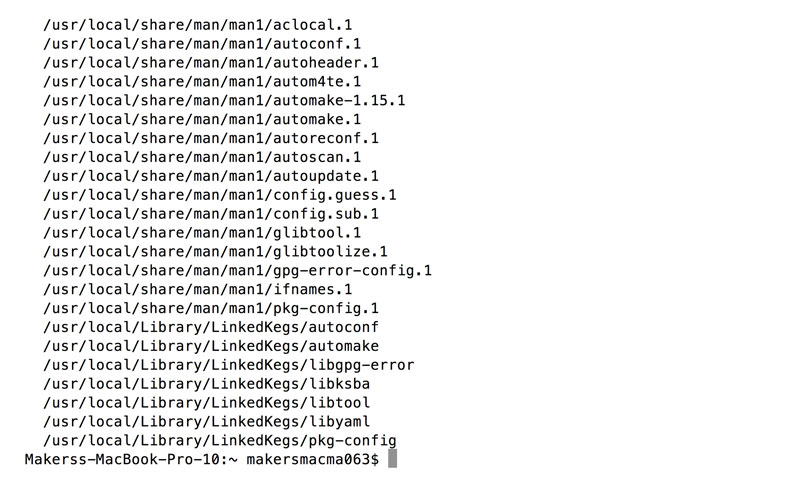 /usr/local/share/man/man1/aclocal.1
/usr/local/share/man/man1/autoconf.1
/usr/local/share/man/man1/autoheader.1
/usr/local/share/man/man1/autom4te.1
/usr/local/share/man/man1/automake-1.15.1
/usr/local/share/man/man1/automake.1
/usr/local/share/man/man1/autoreconf.1
/usr/local/share/man/man1/autoscan.1
/usr/local/share/man/man1/autoupdate.1
/usr/local/share/man/man1/config.guess.1
/usr/local/share/man/man1/config.sub.1
/usr/local/share/man/man1/glibtool.1
/usr/local/share/man/man1/glibtoolize.1
/usr/local/share/man/man1/gpg-error-config.1
/usr/local/share/man/man1/ifnames.1
/usr/local/share/man/man1/pkg-config.1
/usr/local/Library/LinkedKegs/autoconf
/usr/local/Library/LinkedKegs/automake
/usr/local/Library/LinkedKegs/libgpg-error
/usr/local/Library/LinkedKegs/libksba
/usr/local/Library/LinkedKegs/libtool
/usr/local/Library/LinkedKegs/libyaml
/usr/local/Library/LinkedKegs/pkg-config
Makerss-MacBook-Pro-10:~ makersmacma063$